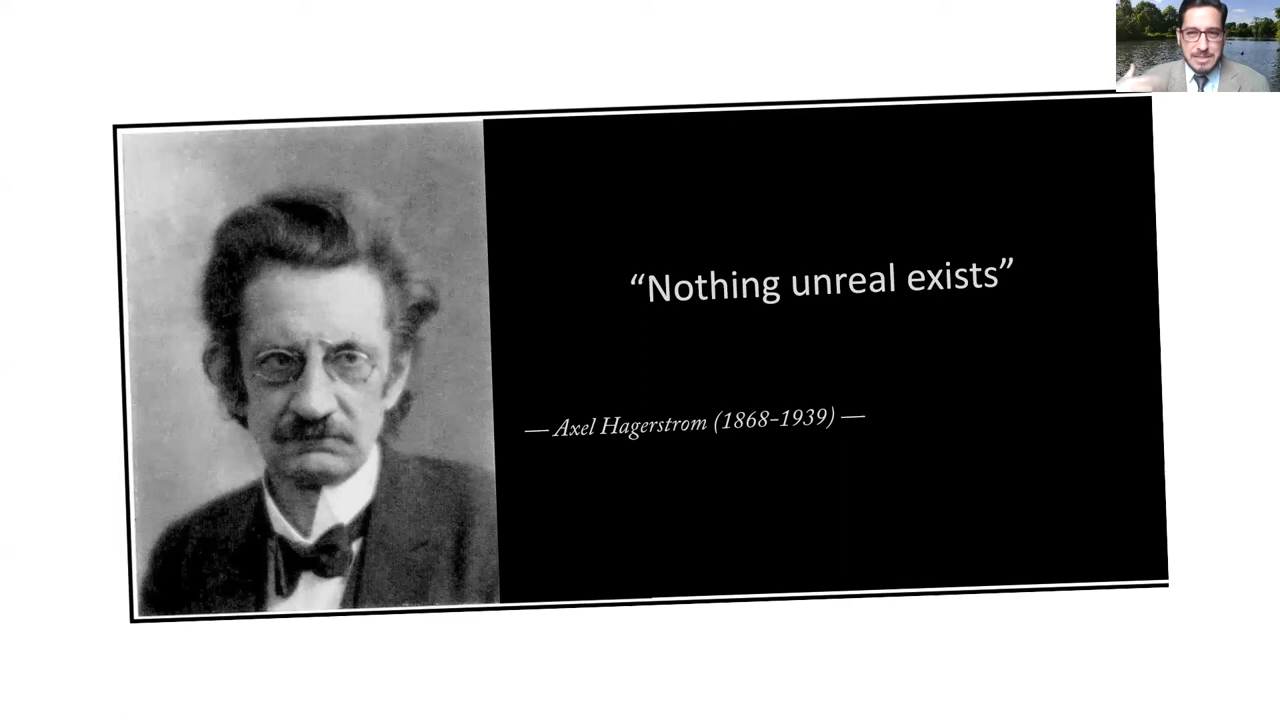 “Nothing unreal exists”
— Axel Hagerstrom (1868-1939) —